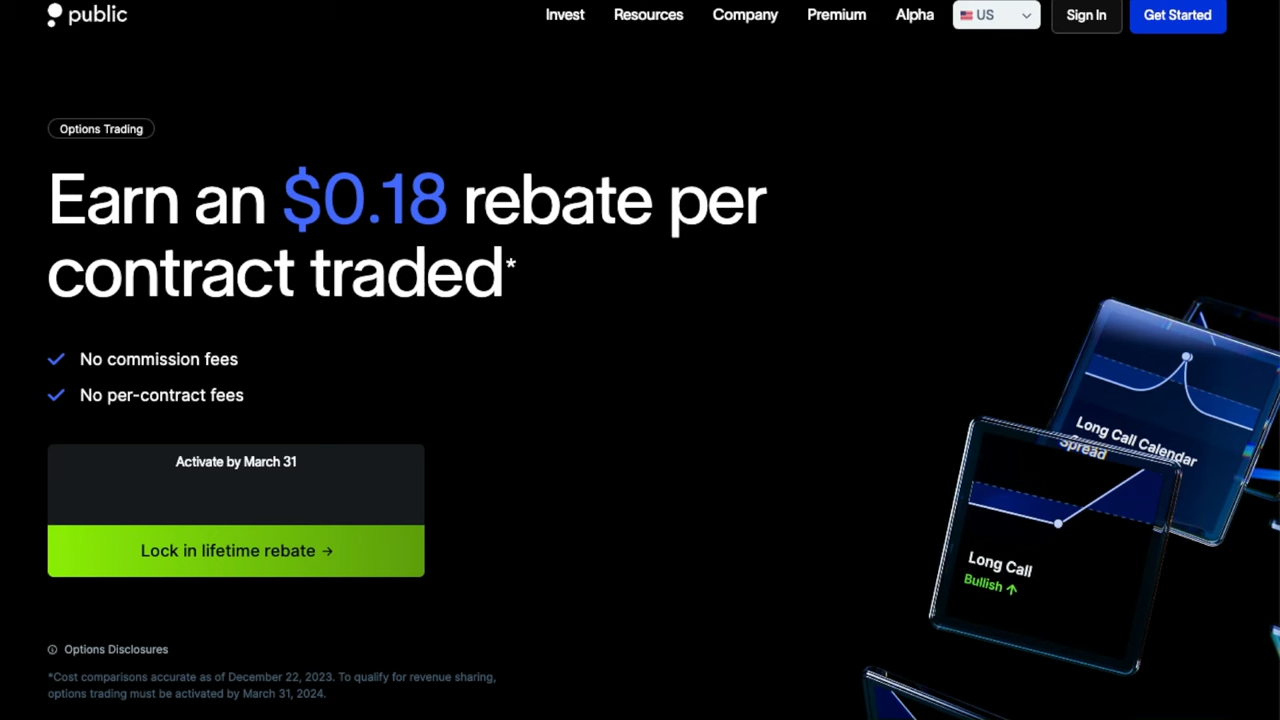 public
Invest
Resources
Company
Premium
Alpha
US
Sign In
Get Started
Options Trading
Earn an $0.18 rebate per
contract traded*
No commission fees
No per-contract fees
Activate by March 31
Lock in lifetime rebate →
Long Call Calendar
Spread
Long Call
Bullish ↑
Options Disclosures
*Cost comparisons accurate as of December 22, 2023. To qualify for revenue sharing,
options trading must be activated by March 31, 2024.